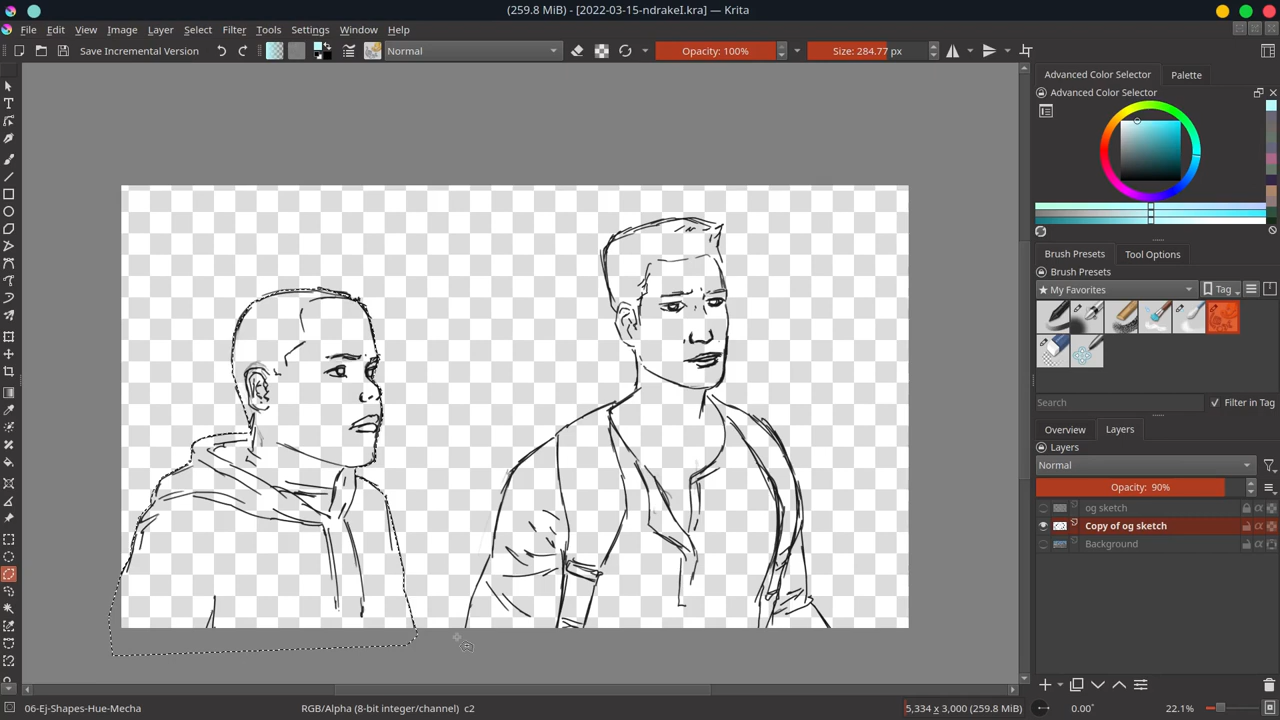 (259.8 MiB) - [2022-03-15-ndrakeI.kra] — Krita
File Edit View Image Layer Select Filter Tools Settings Window Help
Save Incremental Version Normal Opacity: 100% Size: 284.77 px
Advanced Color Selector Palette
Advanced Color Selector
Brush Presets Tool Options
Brush Presets
★ My Favorites Tag
Search Filter in Tag
Overview Layers
Layers
Normal
Opacity: 90%
og sketch
Copy of og sketch
Background
06-Ej-Shapes-Hue-Mecha RGB/Alpha (8-bit integer/channel) c2 5,334 x 3,000 (259.8 MiB) 0.00° 22.1%